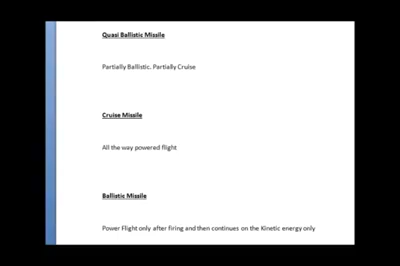 Quasi Ballistic Missile
Partially Ballistic. Partially Cruise
Cruise Missile
All the way powered flight
Ballistic Missile
Power Flight only after firing and then continues on the Kinetic energy only